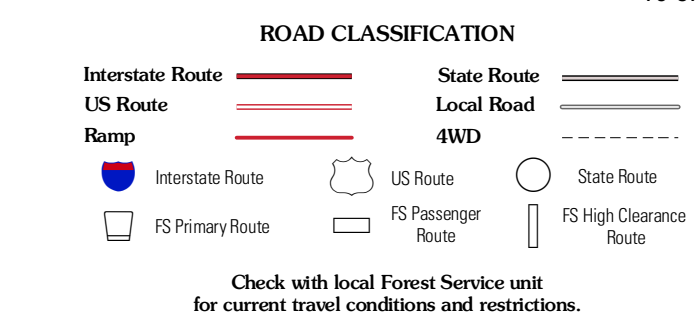 ROAD CLASSIFICATION
Interstate Route
State Route
US Route
Local Road
Ramp
4WD
Interstate Route
US Route
State Route
FS Primary Route
FS Passenger
Route
FS High Clearance
Route
Check with local Forest Service unit
for current travel conditions and restrictions.